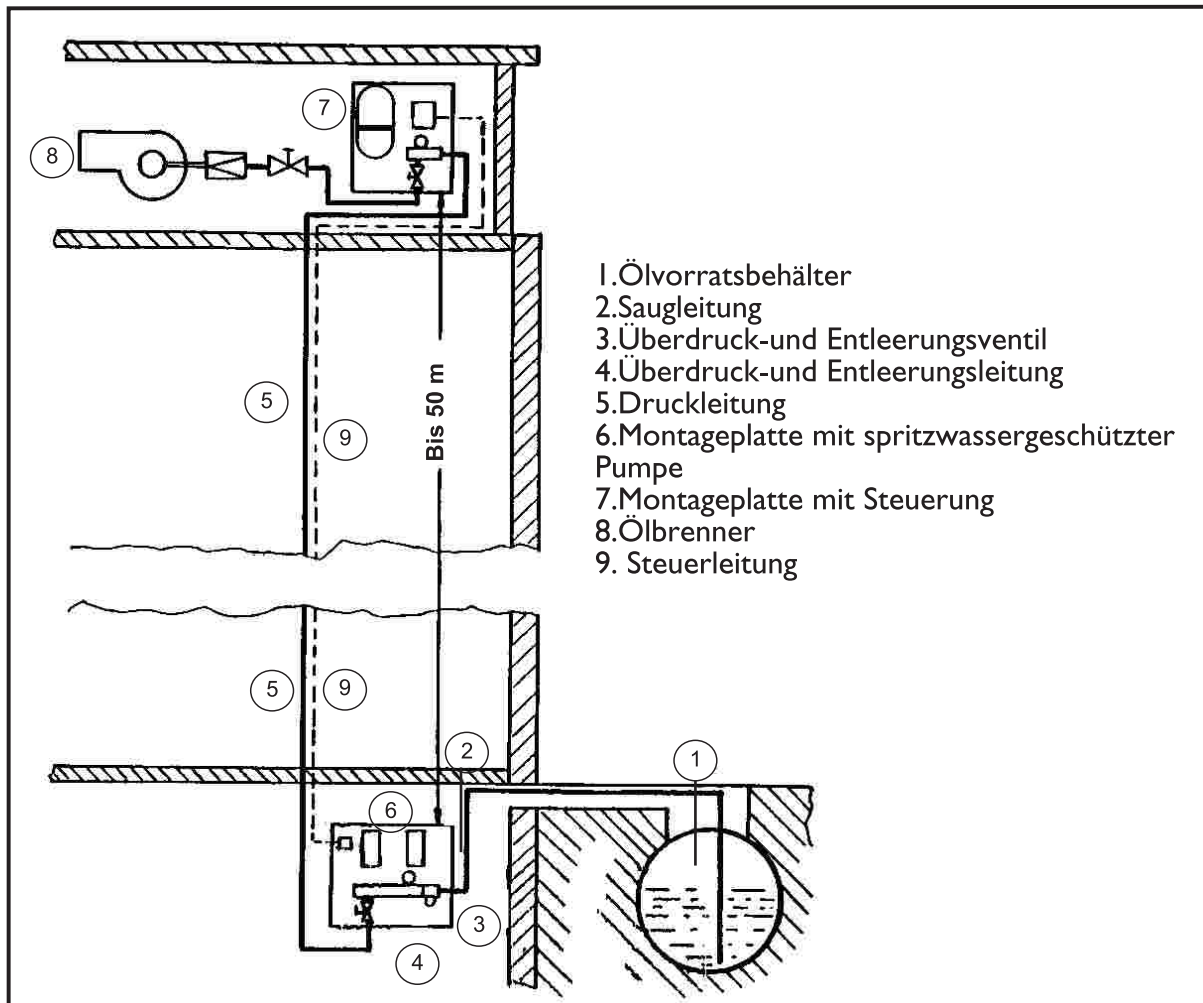 7
8
1.Ölvorratsbehälter
2.Saugleitung
3.Überdruck-und Entleerungsventil
4.Überdruck-und Entleerungsleitung
5.Druckleitung
6.Montageplatte mit spritzwassergeschützter
Pumpe
7.Montageplatte mit Steuerung
8.Ölbrenner
9. Steuerleitung
5
9
Bis 50 m
5
9
2
1
6
3
4